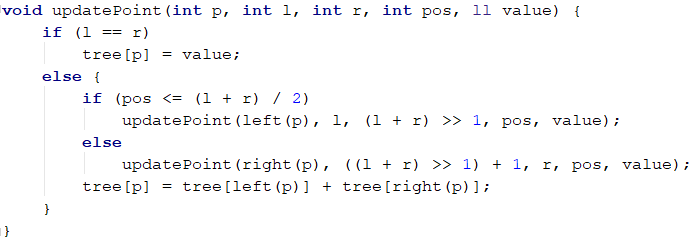 void updatePoint(int p, int l, int r, int pos, ll value) {
    if (l == r)
        tree[p] = value;
    else {
        if (pos <= (l + r) / 2)
            updatePoint(left(p), l, (l + r) >> 1, pos, value);
        else
            updatePoint(right(p), ((l + r) >> 1) + 1, r, pos, value);
        tree[p] = tree[left(p)] + tree[right(p)];
    }
}